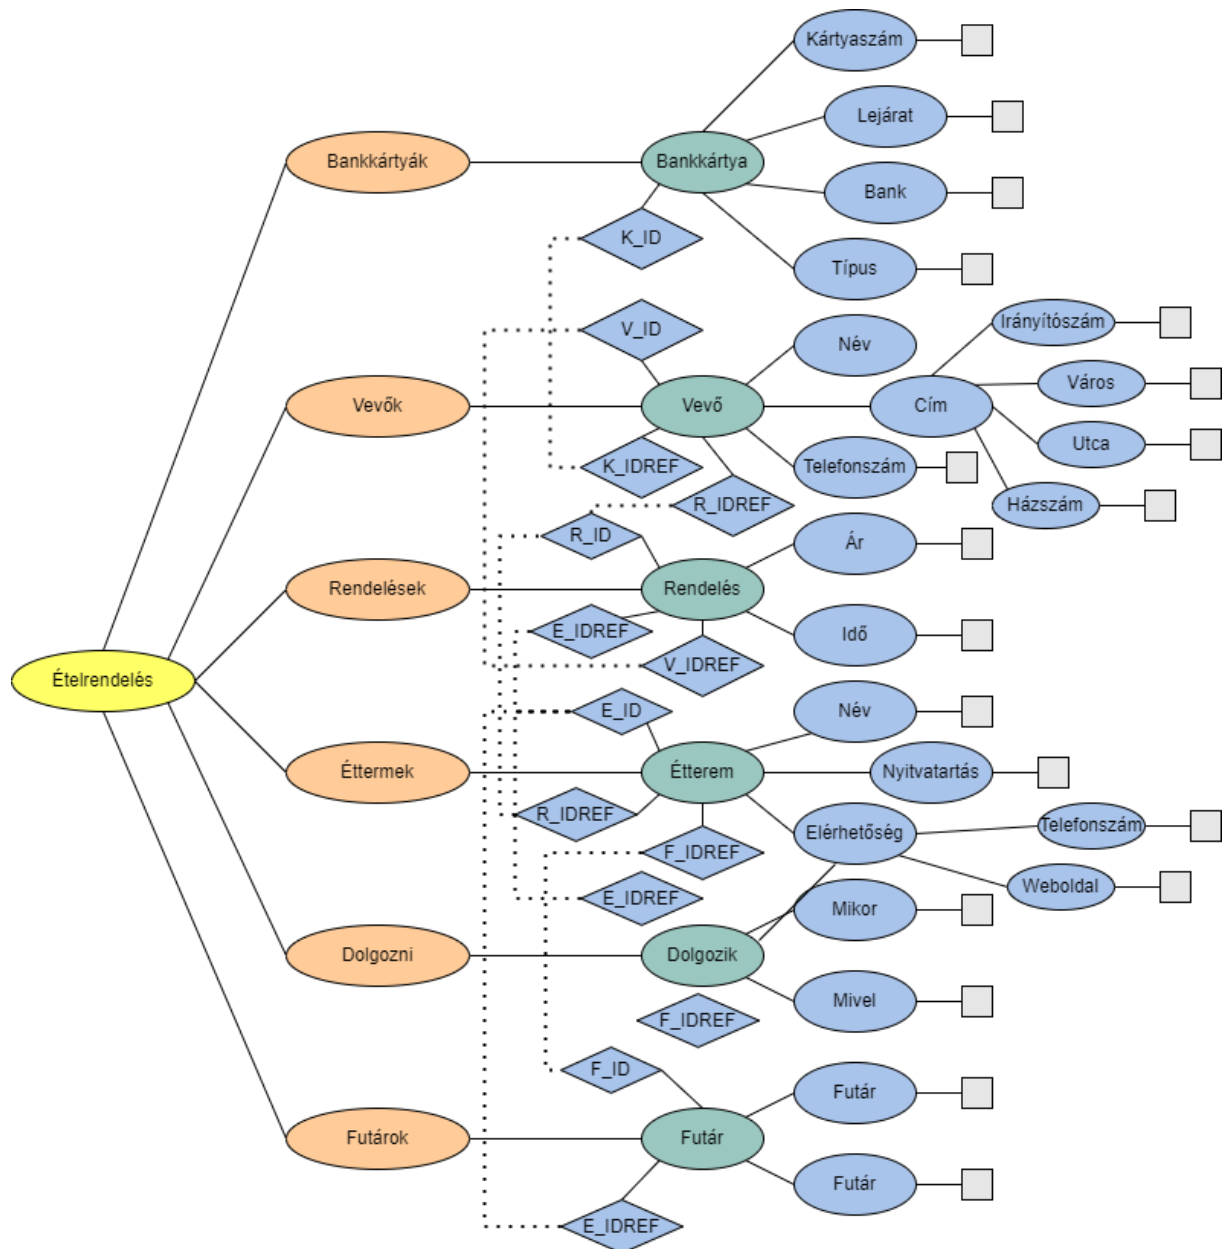 Kártyaszám
Lejárat
Bankkártyák
Bankkártya
Bank
K_ID
Típus
Irányítószám
V_ID
Név
Város
Vevők
Vevő
Cím
Utca
K_IDREF
Telefonszám
R_IDREF
Házszám
R_ID
Ár
Rendelések
Rendelés
E_IDREF
Idő
V_IDREF
Ételrendelés
E_ID
Név
Éttermek
Étterem
Nyitvatartás
R_IDREF
Elérhetőség
Telefonszám
F_IDREF
Weboldal
E_IDREF
Mikor
Dolgozni
Dolgozik
Mivel
F_IDREF
F_ID
Futár
Futárok
Futár
Futár
E_IDREF